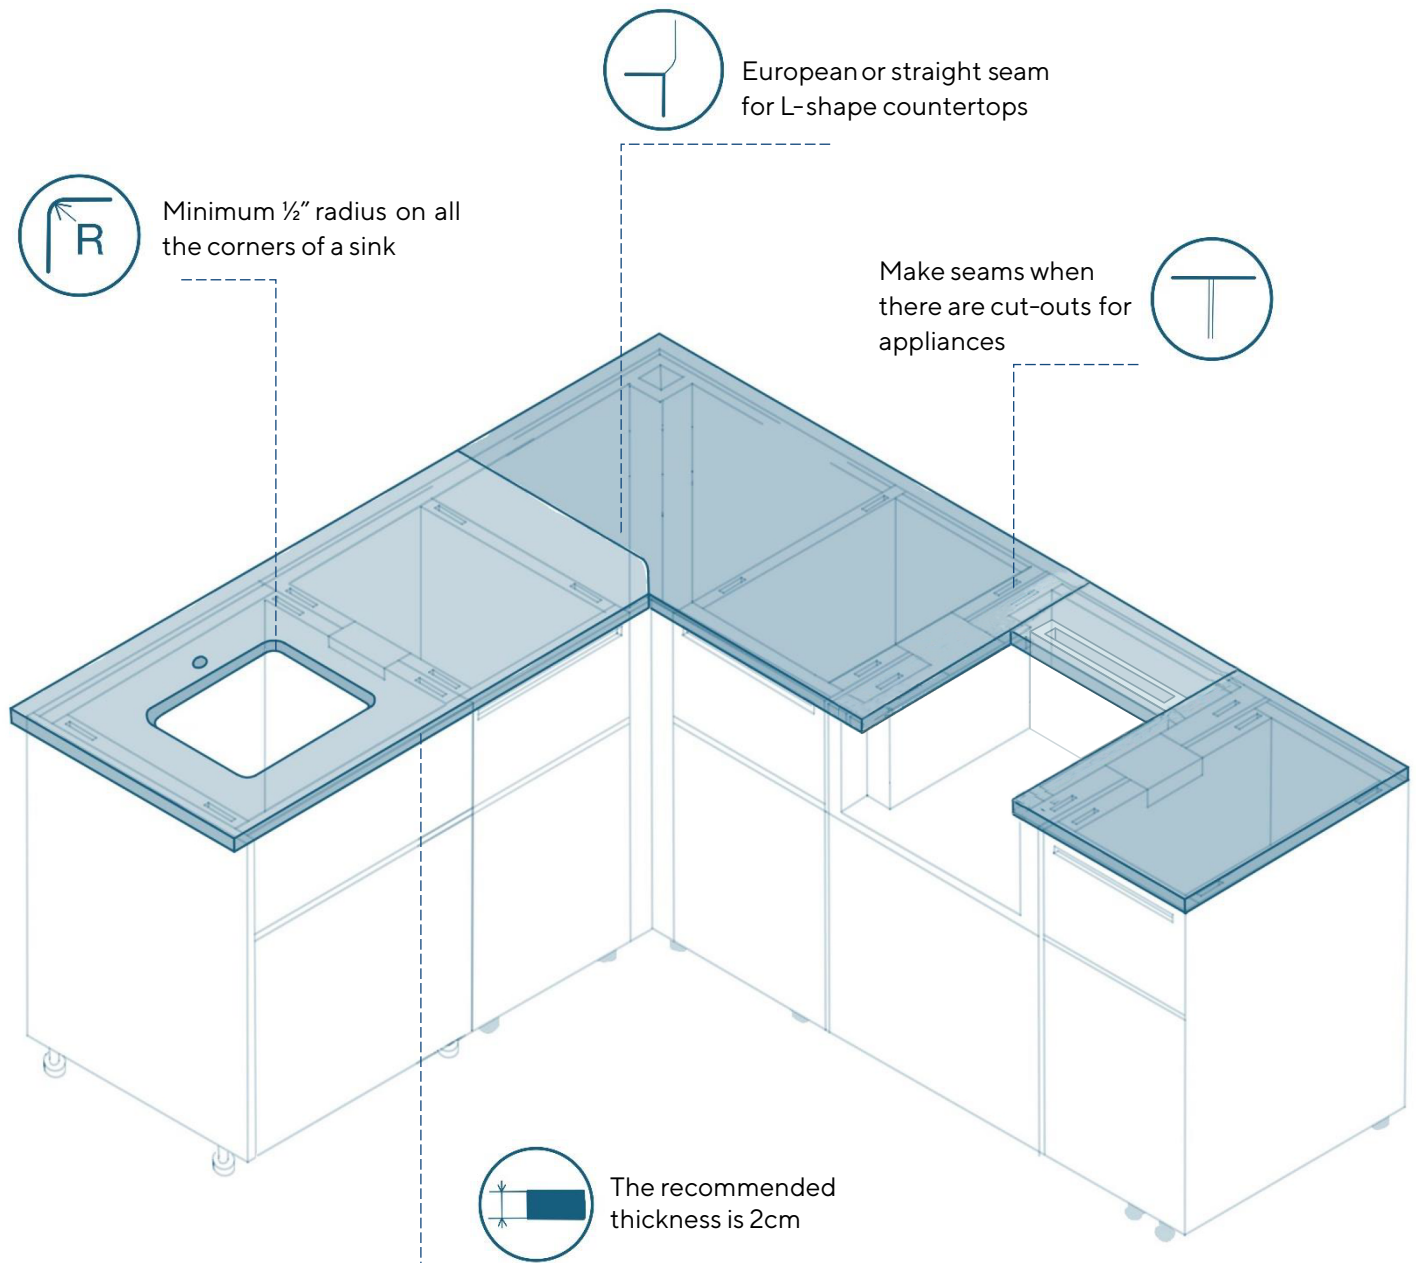 European or straight seam
for L-shape countertops
Minimum ½” radius on all
the corners of a sink
R
Make seams when
there are cut-outs for
appliances
The recommended
thickness is 2cm